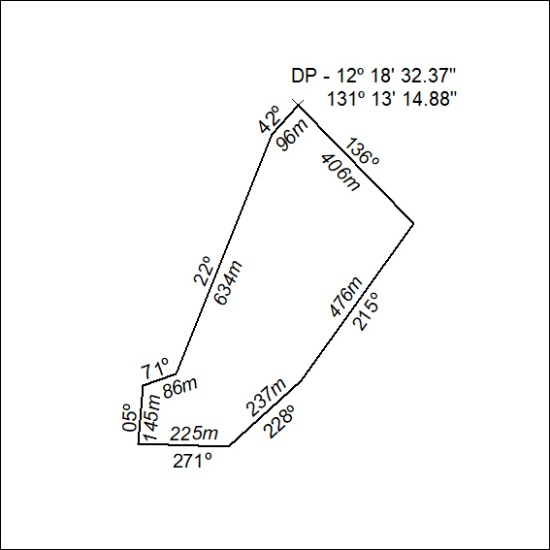 DP - 12º 18' 32.37"
131º 13' 14.88"
42º
96m
136º
406m
22º
634m
476m
215º
71º
86m
237m
228º
05º
145m
225m
271º